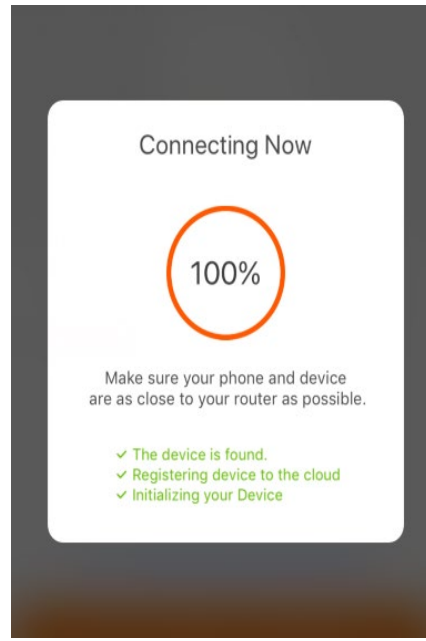 Connecting Now
100%
Make sure your phone and device
are as close to your router as possible.
✓ The device is found.
✓ Registering device to the cloud
✓ Initializing your Device